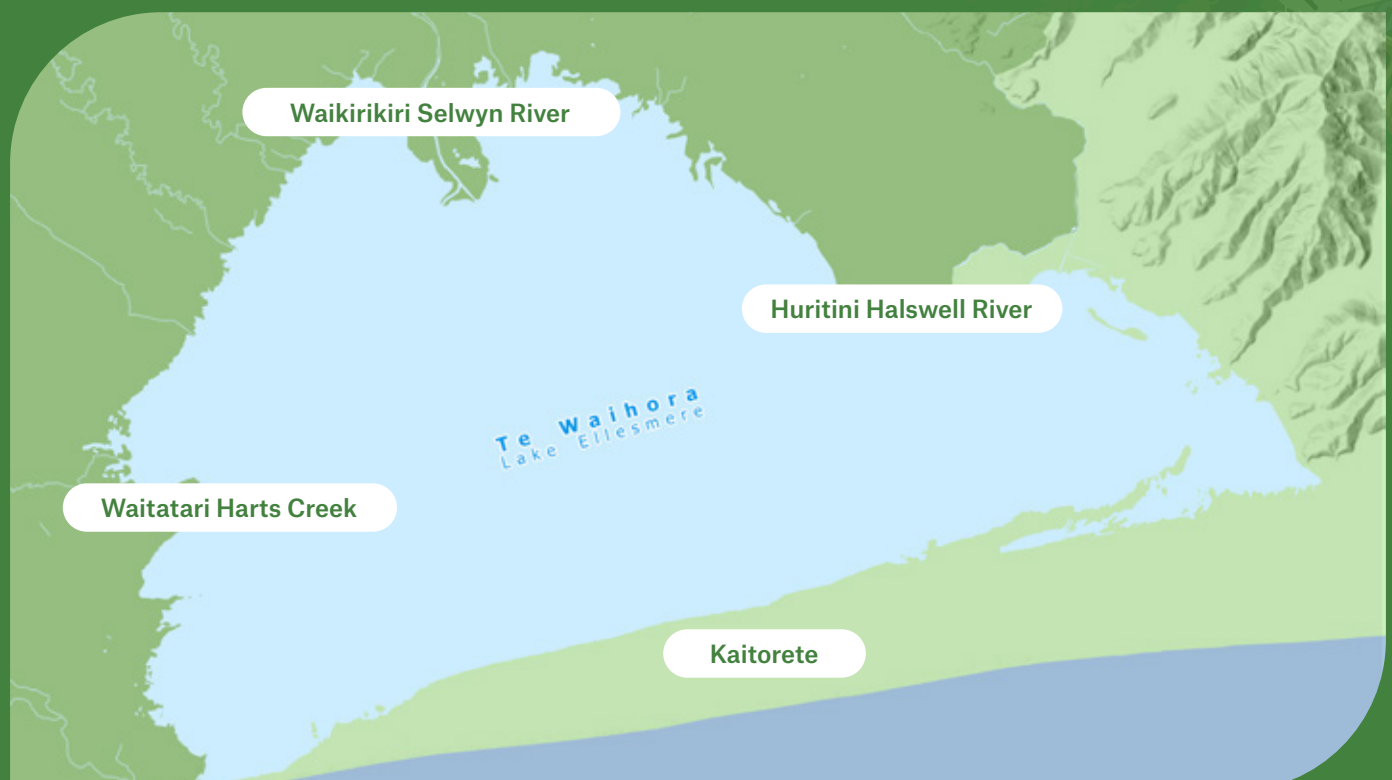 Waikirikiri Selwyn River
Huritini Halswell River
Te Waihora
Lake Ellesmere
Waitatari Harts Creek
Kaitorete